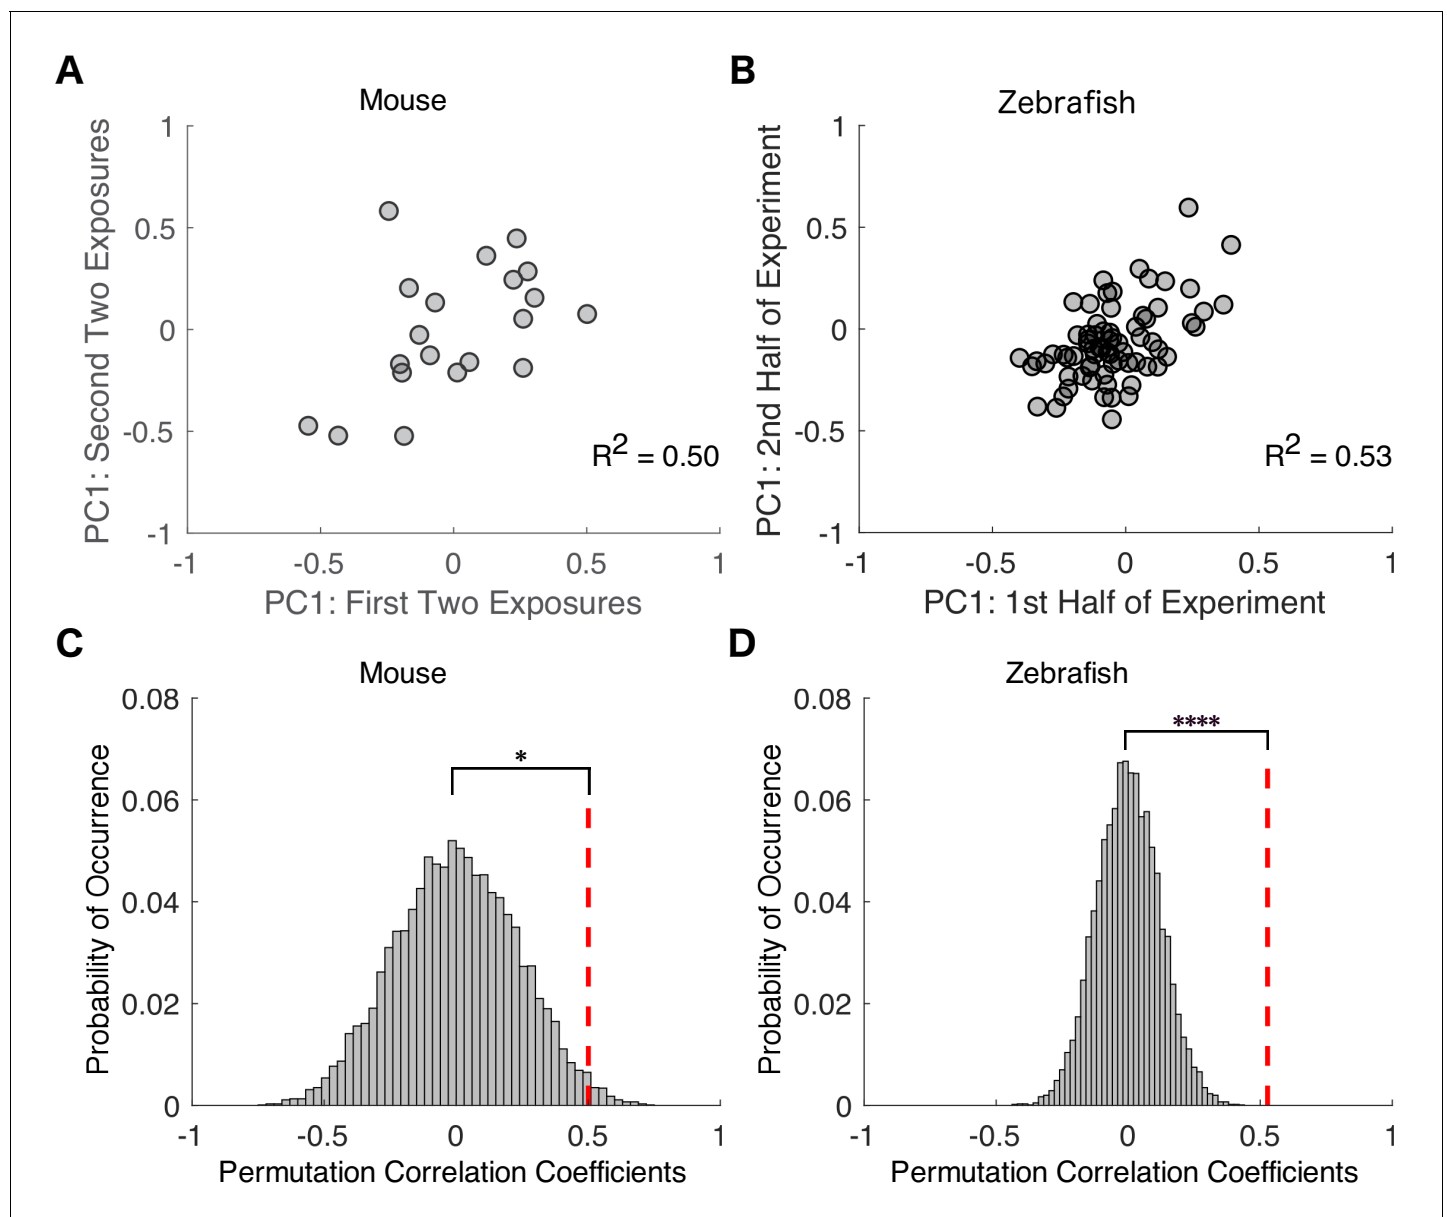 A
Mouse
PC1: Second Two Exposures
1
0.5
0
-0.5
-1
R² = 0.50
-1 -0.5 0 0.5 1
PC1: First Two Exposures
B
Zebrafish
PC1: 2nd Half of Experiment
1
0.5
0
-0.5
-1
R² = 0.53
-1 -0.5 0 0.5 1
PC1: 1st Half of Experiment
C
Mouse
Probability of Occurrence
0.08
0.06
0.04
0.02
0
*
-1 -0.5 0 0.5 1
Permutation Correlation Coefficients
D
Zebrafish
Probability of Occurrence
0.08
0.06
0.04
0.02
0
****
-1 -0.5 0 0.5 1
Permutation Correlation Coefficients